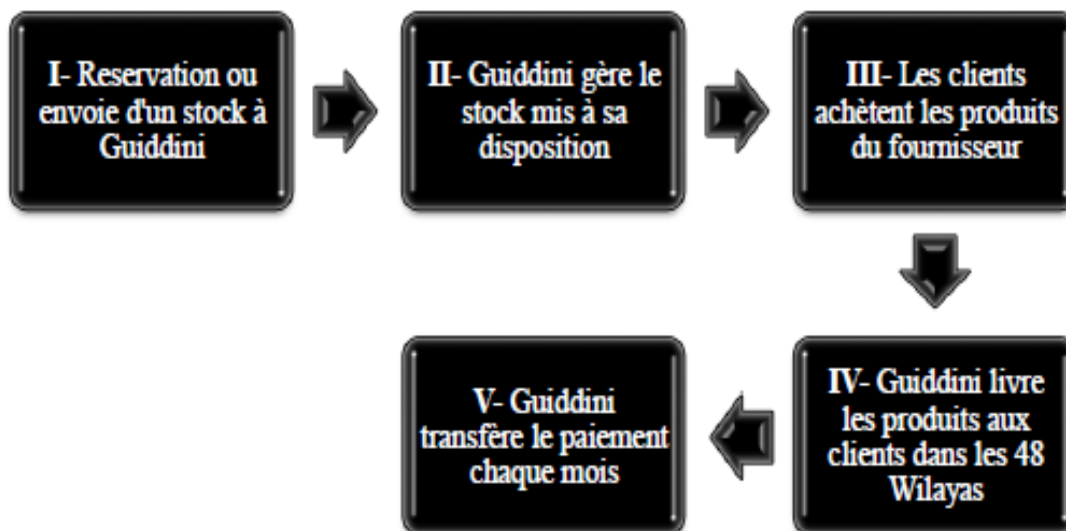 I- Reservation ou
envoie d'un stock à
Guiddini
II- Guiddini gère le
stock mis à sa
disposition
III- Les clients
achètent les produits
du fournisseur
IV- Guiddini livre
les produits aux
clients dans les 48
Wilayas
V- Guiddini
transfère le paiement
chaque mois